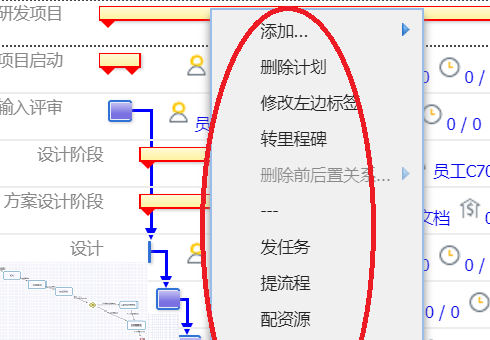 研发项目
添加...
项目启动
0 / 0
删除计划
输入评审
修改左边标签
员
0 / 0
转里程碑
设计阶段
删除前后置关系...
员工C70
方案设计阶段
---
文档
设计
发任务
提流程
配资源
0 / 0